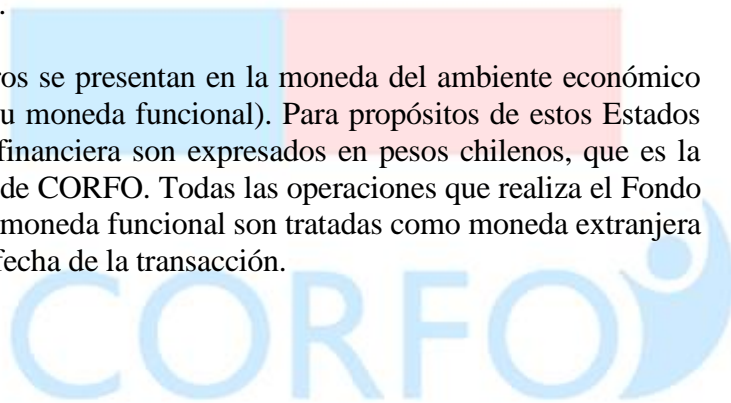 .
ros se presentan en la moneda del ambiente económico
u moneda funcional). Para propósitos de estos Estados
financiera son expresados en pesos chilenos, que es la
de CORFO. Todas las operaciones que realiza el Fondo
moneda funcional son tratadas como moneda extranjera
fecha de la transacción.
CORFO